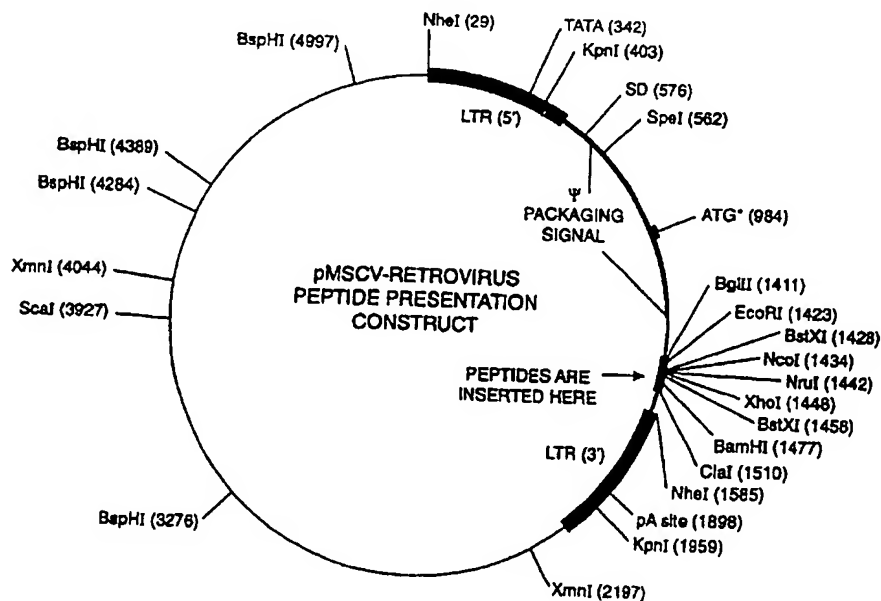 NheI (29)
TATA (342)
KpnI (403)
BspHI (4997)
SD (576)
SpeI (562)
LTR (5')
BspHI (4389)
BspHI (4284)
Ψ
PACKAGING
SIGNAL
ATG* (984)
XmnI (4044)
ScaI (3927)
pMSCV-RETROVIRUS
PEPTIDE PRESENTATION
CONSTRUCT
BglII (1411)
EcoRI (1423)
BstXI (1428)
NcoI (1434)
NruI (1442)
XhoI (1448)
BstXI (1458)
BamHI (1477)
ClaI (1510)
NheI (1585)
PEPTIDES ARE
INSERTED HERE
LTR (3')
pA site (1898)
KpnI (1959)
BspHI (3276)
XmnI (2197)